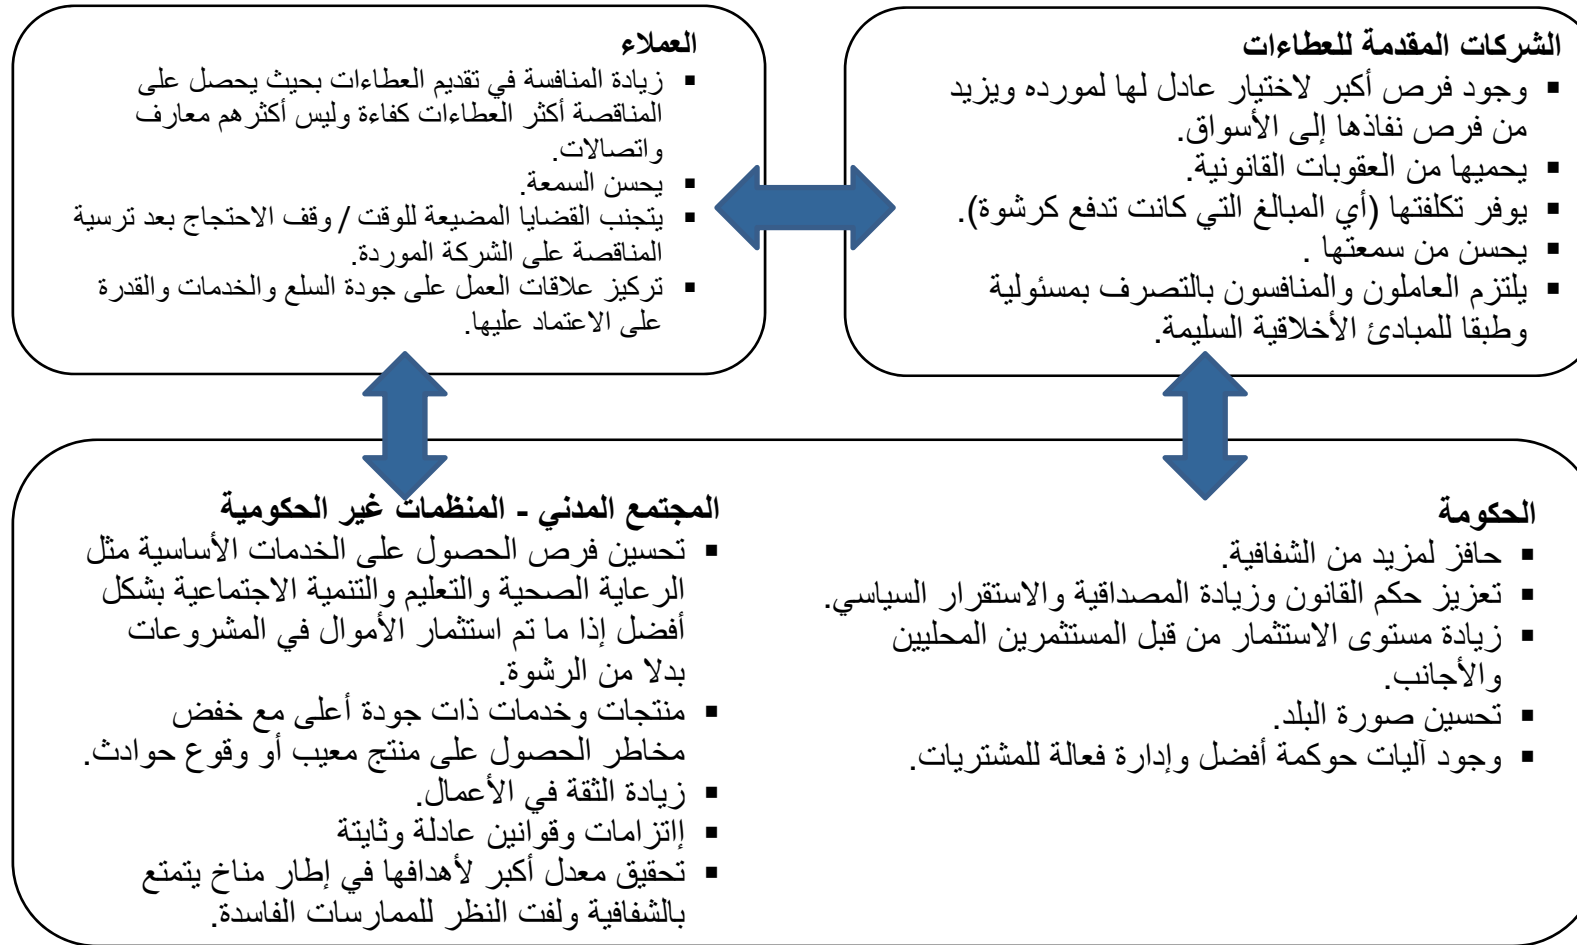 الشركات المقدمة للعطاءات
▪ وجود فرص أكبر لاختيار عادل لها لمورده ويزيد
من فرص نفاذها إلى الأسواق.
▪ يحميها من العقوبات القانونية.
▪ يوفر تكلفتها (أي المبالغ التي كانت تدفع كرشوة).
▪ يحسن من سمعتها .
▪ يلتزم العاملون والمنافسون بالتصرف بمسئولية
وطبقا للمبادئ الأخلاقية السليمة.
العملاء
▪ زيادة المنافسة في تقديم العطاءات بحيث يحصل على
المناقصة أكثر العطاءات كفاءة وليس أكثرهم معارف
واتصالات.
▪ يحسن السمعة.
▪ يتجنب القضايا المضيعة للوقت / وقف الاحتجاج بعد ترسية
المناقصة على الشركة الموردة.
▪ تركيز علاقات العمل على جودة السلع والخدمات والقدرة
على الاعتماد عليها.
الحكومة
▪ حافز لمزيد من الشفافية.
▪ تعزيز حكم القانون وزيادة المصداقية والاستقرار السياسي.
▪ زيادة مستوى الاستثمار من قبل المستثمرين المحليين
والأجانب.
▪ تحسين صورة البلد.
▪ وجود آليات حوكمة أفضل وإدارة فعالة للمشتريات.
المجتمع المدني - المنظمات غير الحكومية
▪ تحسين فرص الحصول على الخدمات الأساسية مثل
الرعاية الصحية والتعليم والتنمية الاجتماعية بشكل
أفضل إذا ما تم استثمار الأموال في المشروعات
بدلا من الرشوة.
▪ منتجات وخدمات ذات جودة أعلى مع خفض
مخاطر الحصول على منتج معيب أو وقوع حوادث.
▪ زيادة الثقة في الأعمال.
▪ إاتزامات وقوانين عادلة وثايتة
▪ تحقيق معدل أكبر لأهدافها في إطار مناخ يتمتع
بالشفافية ولفت النظر للممارسات الفاسدة.